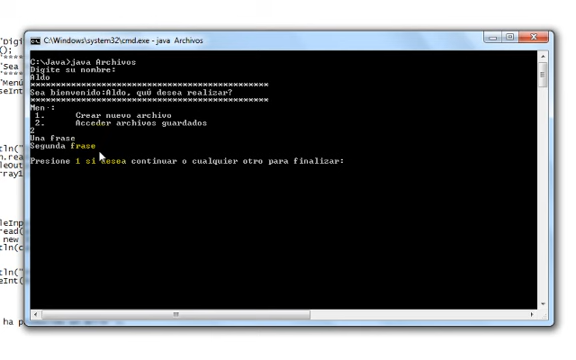 C:\Windows\system32\cmd.exe - java Archivos
C:\Java>java Archivos
Digite su nombre:
Aldo
**************************************************
Sea bienvenido:Aldo, qué desea realizar?
**************************************************
Men·:
1. Crear nuevo archivo
2. Acceder archivos guardados
2
Una frase
Segunda frase
Presione 1 si desea continuar o cualquier otro para finalizar: